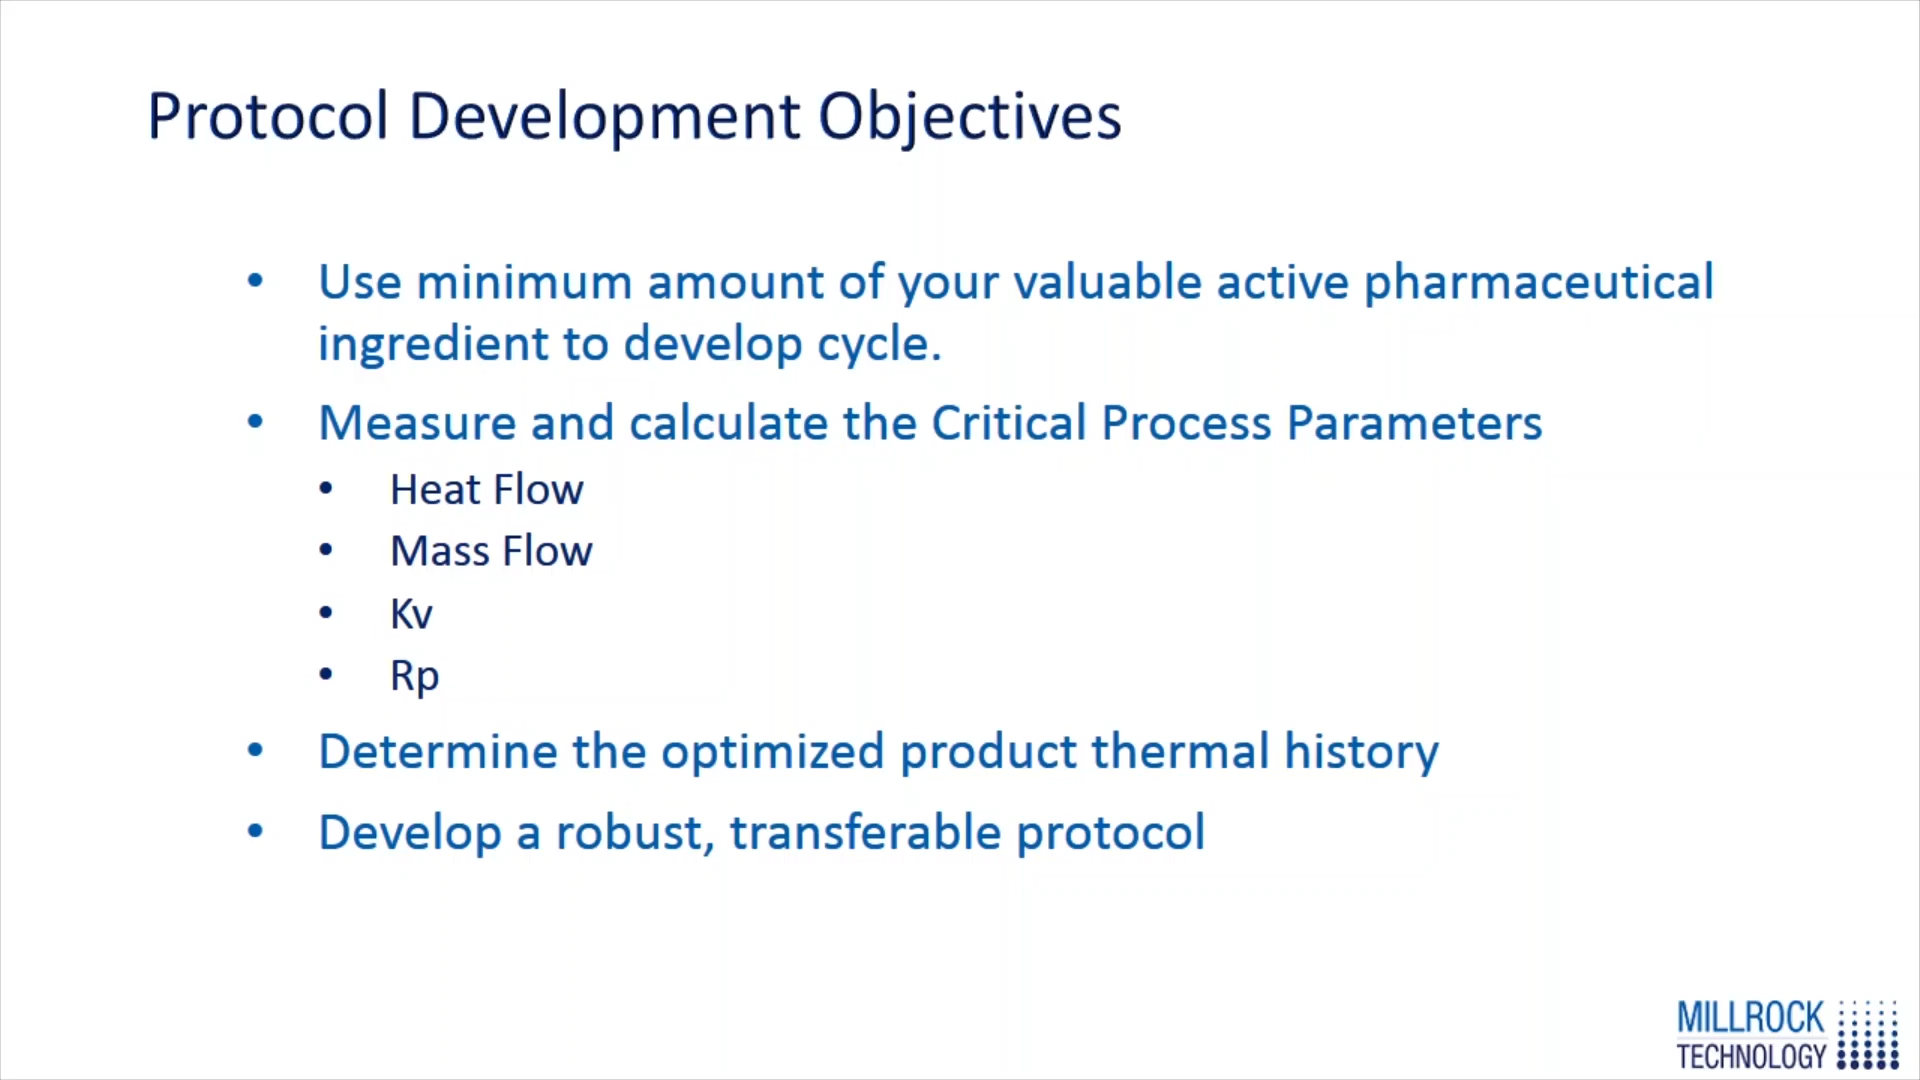 Protocol Development Objectives
• Use minimum amount of your valuable active pharmaceutical
ingredient to develop cycle.
• Measure and calculate the Critical Process Parameters
• Heat Flow
• Mass Flow
• Kv
• Rp
• Determine the optimized product thermal history
• Develop a robust, transferable protocol
MILLROCK
TECHNOLOGY